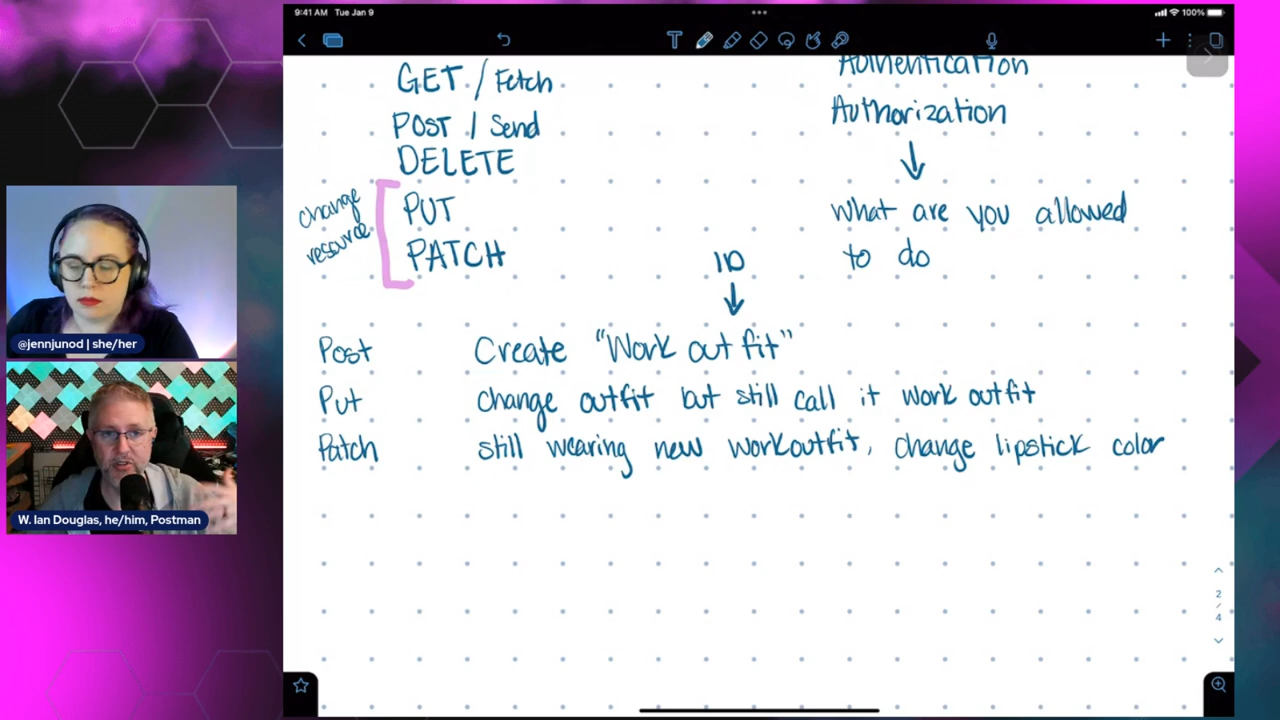 9:41 AM Tue Jan 9
100%
GET / Fetch
POST / Send
DELETE
change
resource
PUT
PATCH
Authentication
Authorization
what are you allowed
to do
ID
Post Create "Work out fit"
Put change outfit but still call it work outfit
Patch still wearing new workoutfit, change lipstick color
@jennjunod | she/her
W. Ian Douglas, he/him, Postman
2
/
4